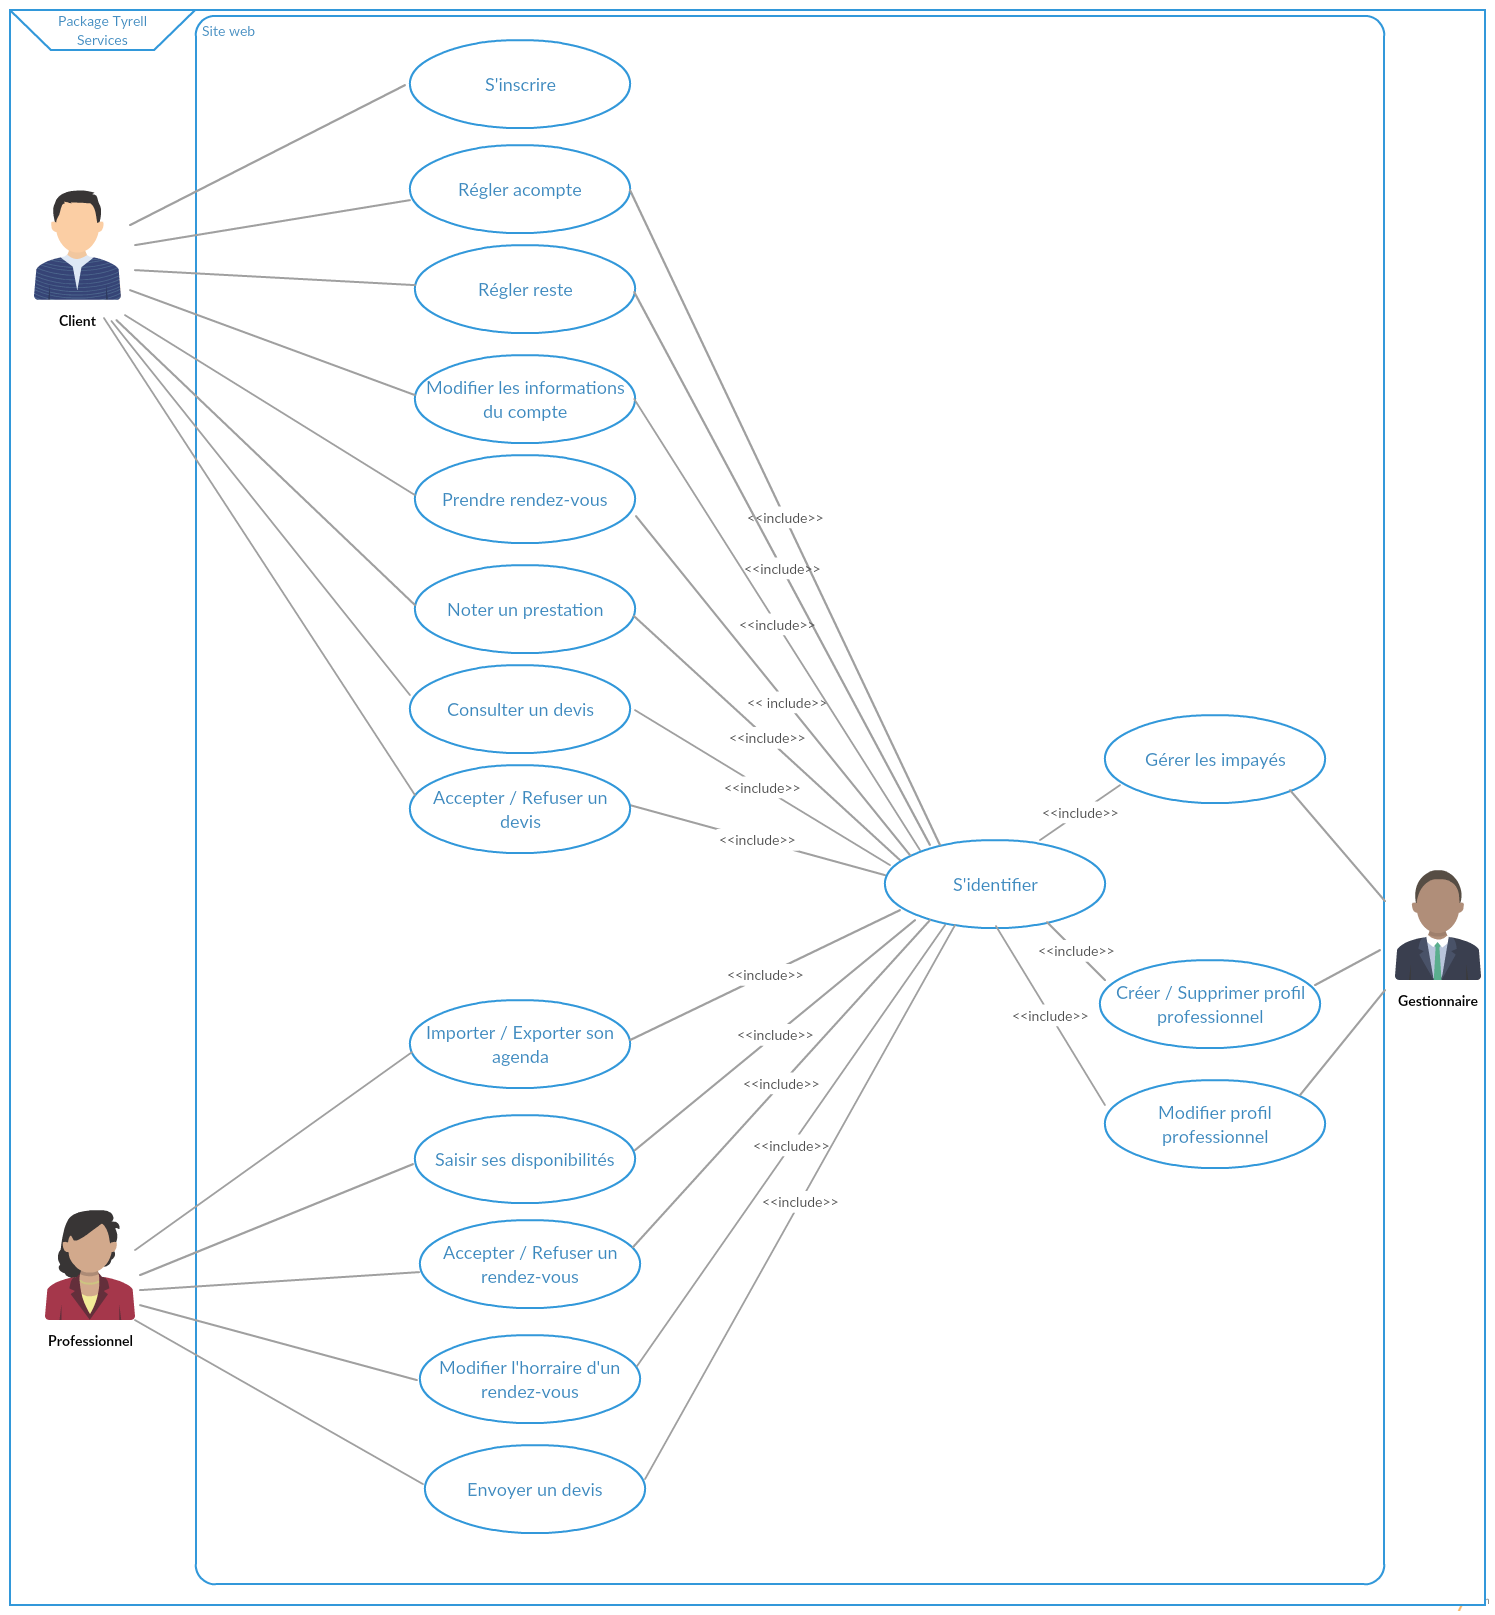 Package Tyrell
Services
Site web
S'inscrire
Régler acompte
Régler reste
Client
Modifier les informations
du compte
Prendre rendez-vous
<<include>>
<<include>>
Noter un prestation
<<include>>
Consulter un devis
<< include>>
<<include>>
Gérer les impayés
<<include>>
Accepter / Refuser un
devis
<<include>>
<<include>>
S'identifier
<<include>>
<<include>>
Créer / Supprimer profil
professionnel
Gestionnaire
<<include>>
Importer / Exporter son
agenda
<<include>>
<<include>>
Modifier profil
professionnel
Saisir ses disponibilités
<<include>>
<<include>>
Accepter / Refuser un
rendez-vous
Professionnel
Modifier l'horraire d'un
rendez-vous
Envoyer un devis